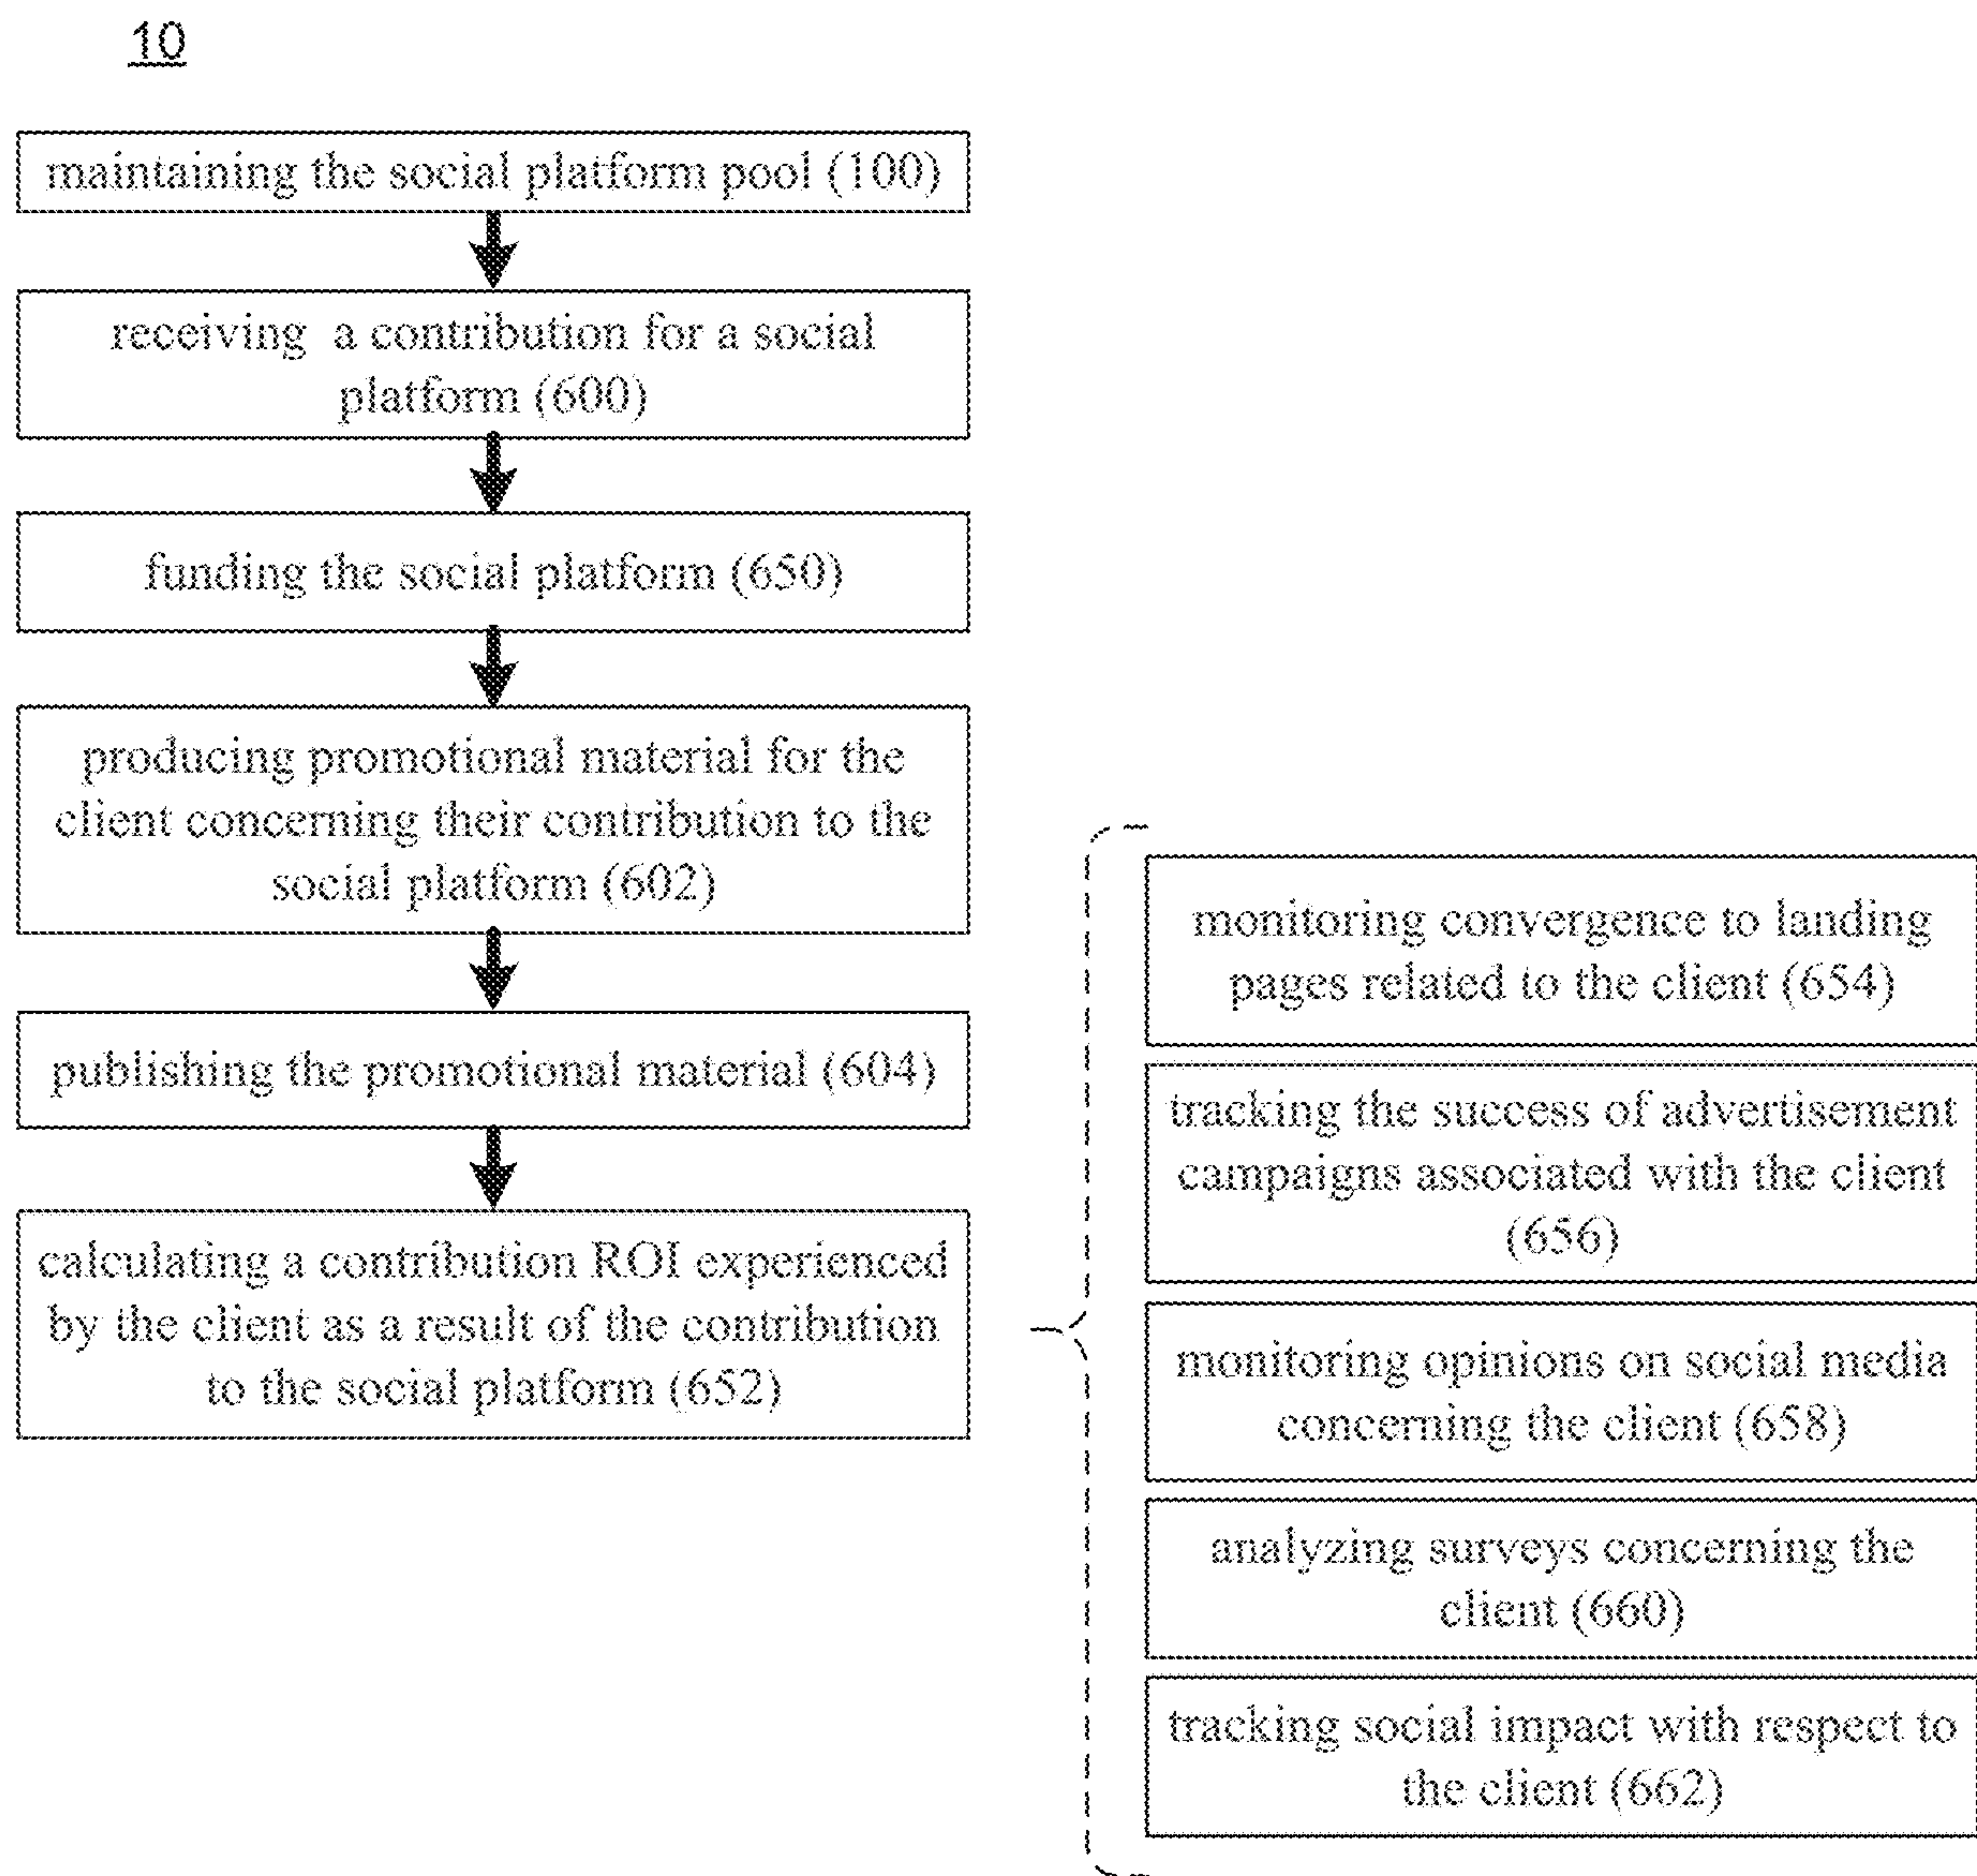 10
maintaining the social platform pool (100)
receiving a contribution for a social
platform (600)
funding the social platform (650)
producing promotional material for the
client concerning their contribution to the
social platform (602)
publishing the promotional material (604)
calculating a contribution ROI experienced
by the client as a result of the contribution
to the social platform (652)
monitoring convergence to landing
pages related to the client (654)
tracking the success of advertisement
campaigns associated with the client
(656)
monitoring opinions on social media
concerning the client (658)
analyzing surveys concerning the
client (660)
tracking social impact with respect to
the client (662)